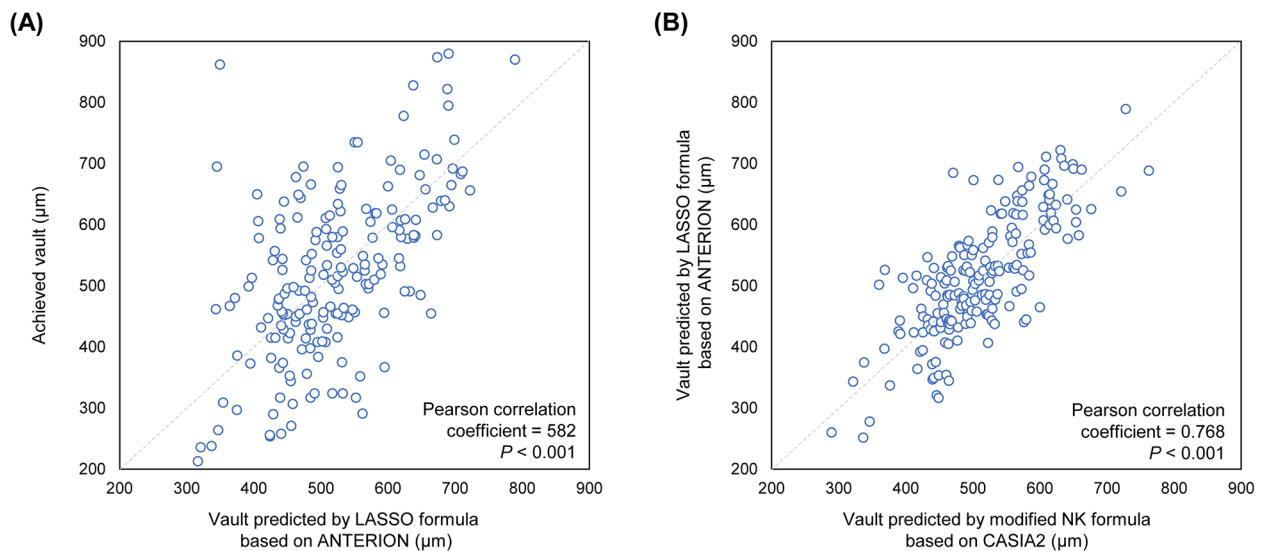 (A)
900
800
700
600
500
400
300
200
Achieved vault (µm)
Pearson correlation
coefficient = 582
P < 0.001
200 300 400 500 600 700 800 900
Vault predicted by LASSO formula
based on ANTERION (µm)
(B)
900
800
700
600
500
400
300
200
Vault predicted by LASSO formula
based on ANTERION (µm)
Pearson correlation
coefficient = 0.768
P < 0.001
200 300 400 500 600 700 800 900
Vault predicted by modified NK formula
based on CASIA2 (µm)